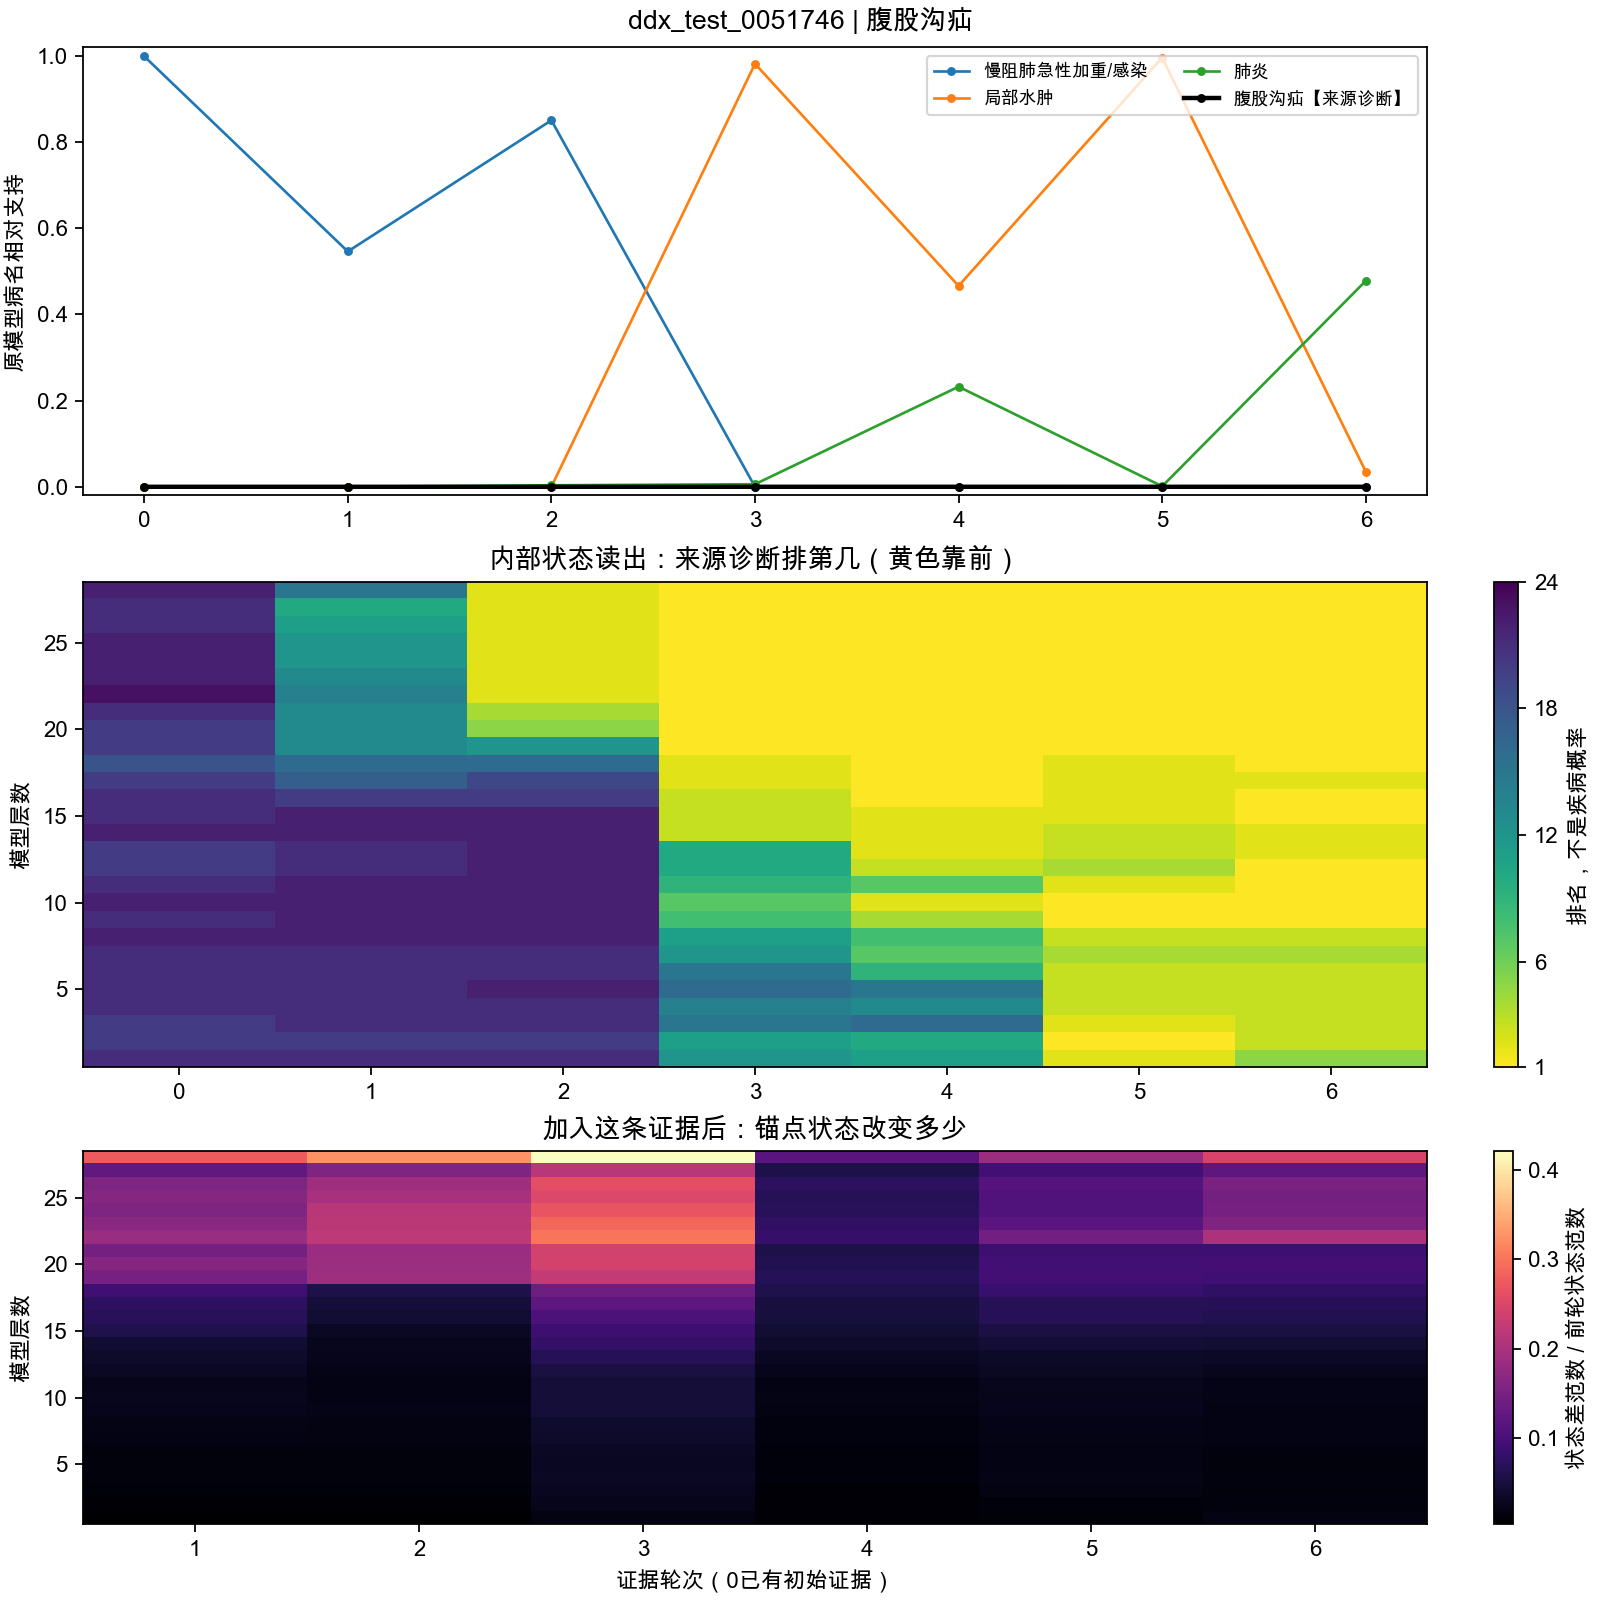 ddx_test_0051746 | 腹股沟疝
1.0
0.8
0.6
0.4
0.2
0.0
原模型病名相对支持
慢阻肺急性加重/感染
局部水肿
肺炎
腹股沟疝【来源诊断】
0 1 2 3 4 5 6
内部状态读出：来源诊断排第几（黄色靠前）
25
20
15
10
5
模型层数
0 1 2 3 4 5 6
24
18
12
6
1
排名，不是疾病概率
加入这条证据后：锚点状态改变多少
25
20
15
10
5
模型层数
1 2 3 4 5 6
证据轮次（0已有初始证据）
0.4
0.3
0.2
0.1
状态差范数 / 前轮状态范数